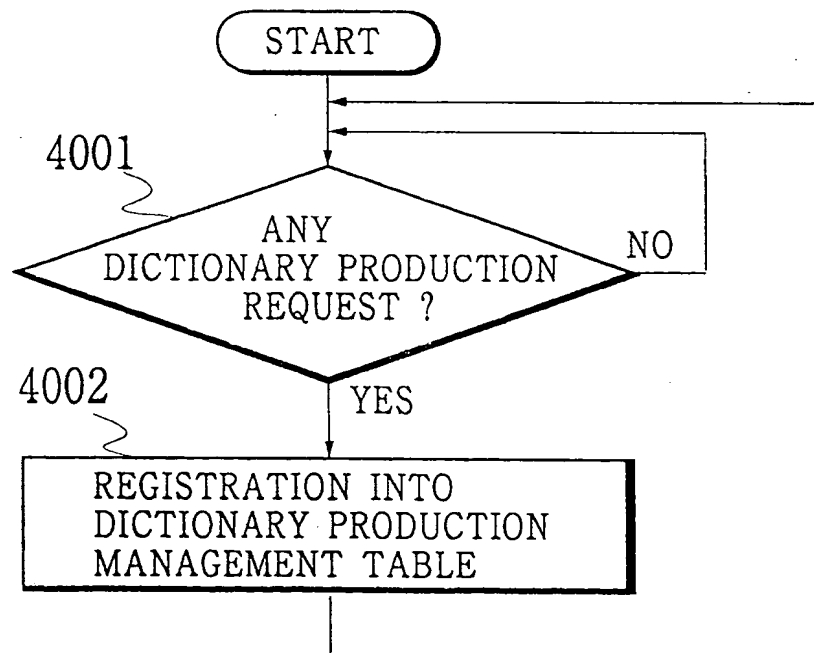 START
4001
ANY
DICTIONARY PRODUCTION
REQUEST ?
NO
YES
4002
REGISTRATION INTO
DICTIONARY PRODUCTION
MANAGEMENT TABLE